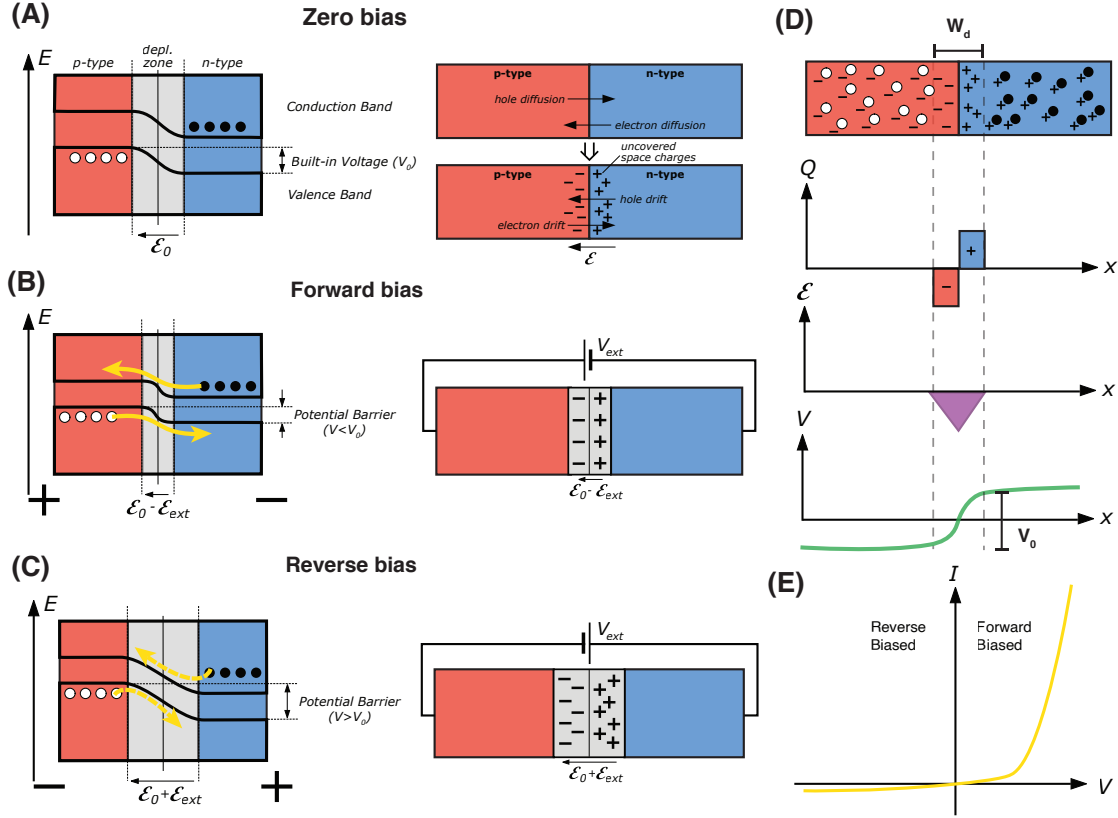 (A)
Zero bias
E
p-type
depl.
zone
n-type
Conduction Band
Built-in Voltage (V₀)
Valence Band
ℰ₀
p-type
n-type
hole diffusion
electron diffusion
uncovered
space charges
p-type
n-type
hole drift
electron drift
ℰ
(B)
Forward bias
E
Potential Barrier
(V<V₀)
+
−
ℰ₀ - ℰext
Vext
− +
− +
− +
− +
ℰ₀ - ℰext
(C)
Reverse bias
E
Potential Barrier
(V>V₀)
−
+
ℰ₀ + ℰext
Vext
ℰ₀ + ℰext
(D)
Wd
Q
+
−
x
ℰ
x
V
x
V₀
(E)
I
Reverse
Biased
Forward
Biased
V